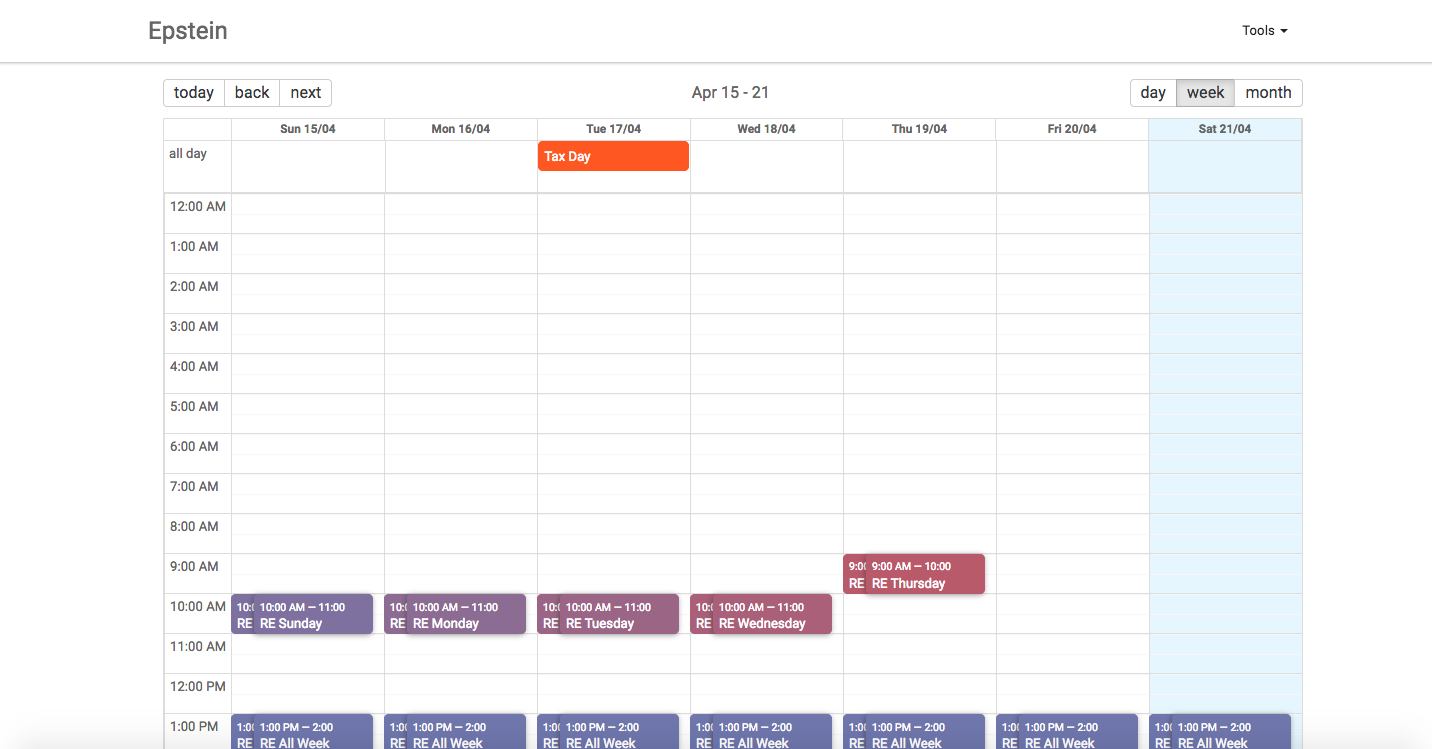 Epstein
Tools
today back next
Apr 15 - 21
day week month
Sun 15/04 Mon 16/04 Tue 17/04 Wed 18/04 Thu 19/04 Fri 20/04 Sat 21/04
all day
Tax Day
12:00 AM
1:00 AM
2:00 AM
3:00 AM
4:00 AM
5:00 AM
6:00 AM
7:00 AM
8:00 AM
9:00 AM
9:00 9:00 AM — 10:00
RE RE Thursday
10:00 AM
10:0 10:00 AM — 11:00 10:0 10:00 AM — 11:00 10:0 10:00 AM — 11:00 10:0 10:00 AM — 11:00
RE RE Sunday RE RE Monday RE RE Tuesday RE RE Wednesday
11:00 AM
12:00 PM
1:00 PM
1:00 1:00 PM — 2:00 1:00 1:00 PM — 2:00 1:00 1:00 PM — 2:00 1:00 1:00 PM — 2:00 1:00 1:00 PM — 2:00 1:00 1:00 PM — 2:00 1:00 1:00 PM — 2:00
RE RE All Week RE RE All Week RE RE All Week RE RE All Week RE RE All Week RE RE All Week RE RE All Week